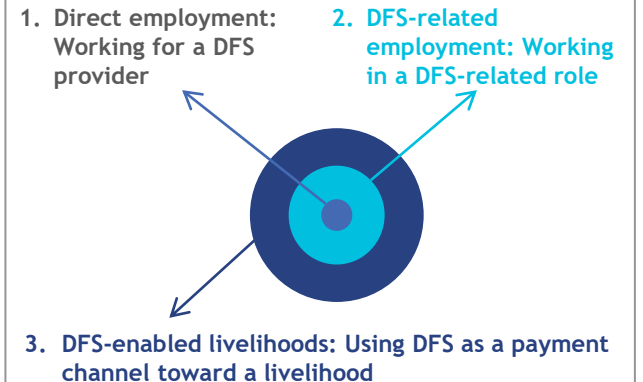 1. Direct employment:
Working for a DFS
provider
2. DFS-related
employment: Working
in a DFS-related role
3. DFS-enabled livelihoods: Using DFS as a payment
channel toward a livelihood